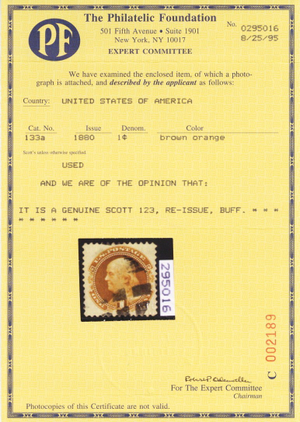 PF
The Philatelic Foundation
501 Fifth Avenue • Suite 1901
New York, NY 10017
EXPERT COMMITTEE
No. 0295016
8/25/95
We have examined the enclosed item, of which a photo-
graph is attached, and described by the applicant as follows:
Country: UNITED STATES OF AMERICA
Cat. No. Issue Denom. Color
133a 1880 1¢ brown orange
Scott's unless otherwise specified
USED
AND WE ARE OF THE OPINION THAT:
IT IS A GENUINE SCOTT 123, RE-ISSUE, BUFF. * * *
* * * * * *
POSTAGE
295016
C 002189
For The Expert Committee
Chairman
Photocopies of this Certificate are not valid.